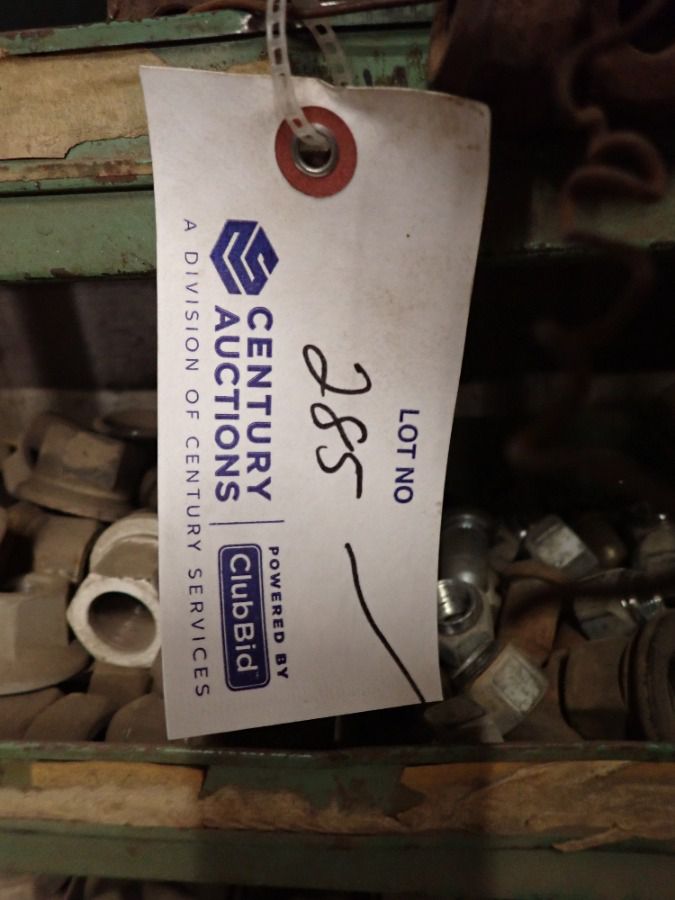 LOT NO
285
CENTURY
AUCTIONS
POWERED BY
ClubBid
A DIVISION OF CENTURY SERVICES